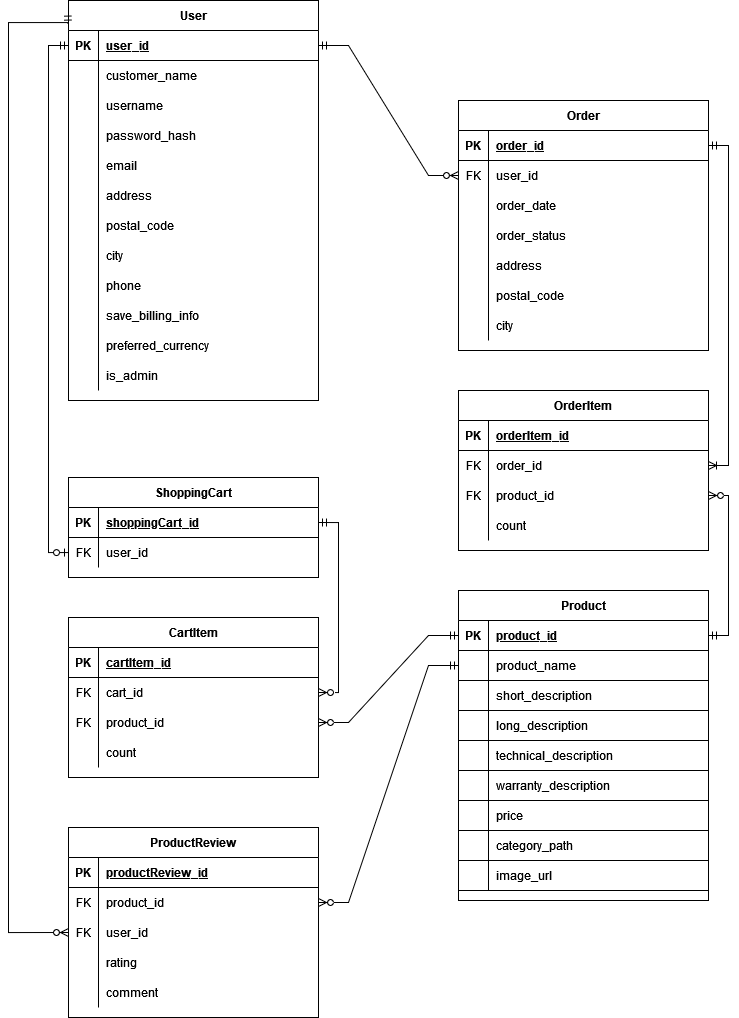 User
PK user_id
customer_name
username
password_hash
email
address
postal_code
city
phone
save_billing_info
preferred_currency
is_admin
Order
PK order_id
FK user_id
order_date
order_status
address
postal_code
city
OrderItem
PK orderItem_id
FK order_id
FK product_id
count
ShoppingCart
PK shoppingCart_id
FK user_id
CartItem
PK cartItem_id
FK cart_id
FK product_id
count
Product
PK product_id
product_name
short_description
long_description
technical_description
warranty_description
price
category_path
image_url
ProductReview
PK productReview_id
FK product_id
FK user_id
rating
comment